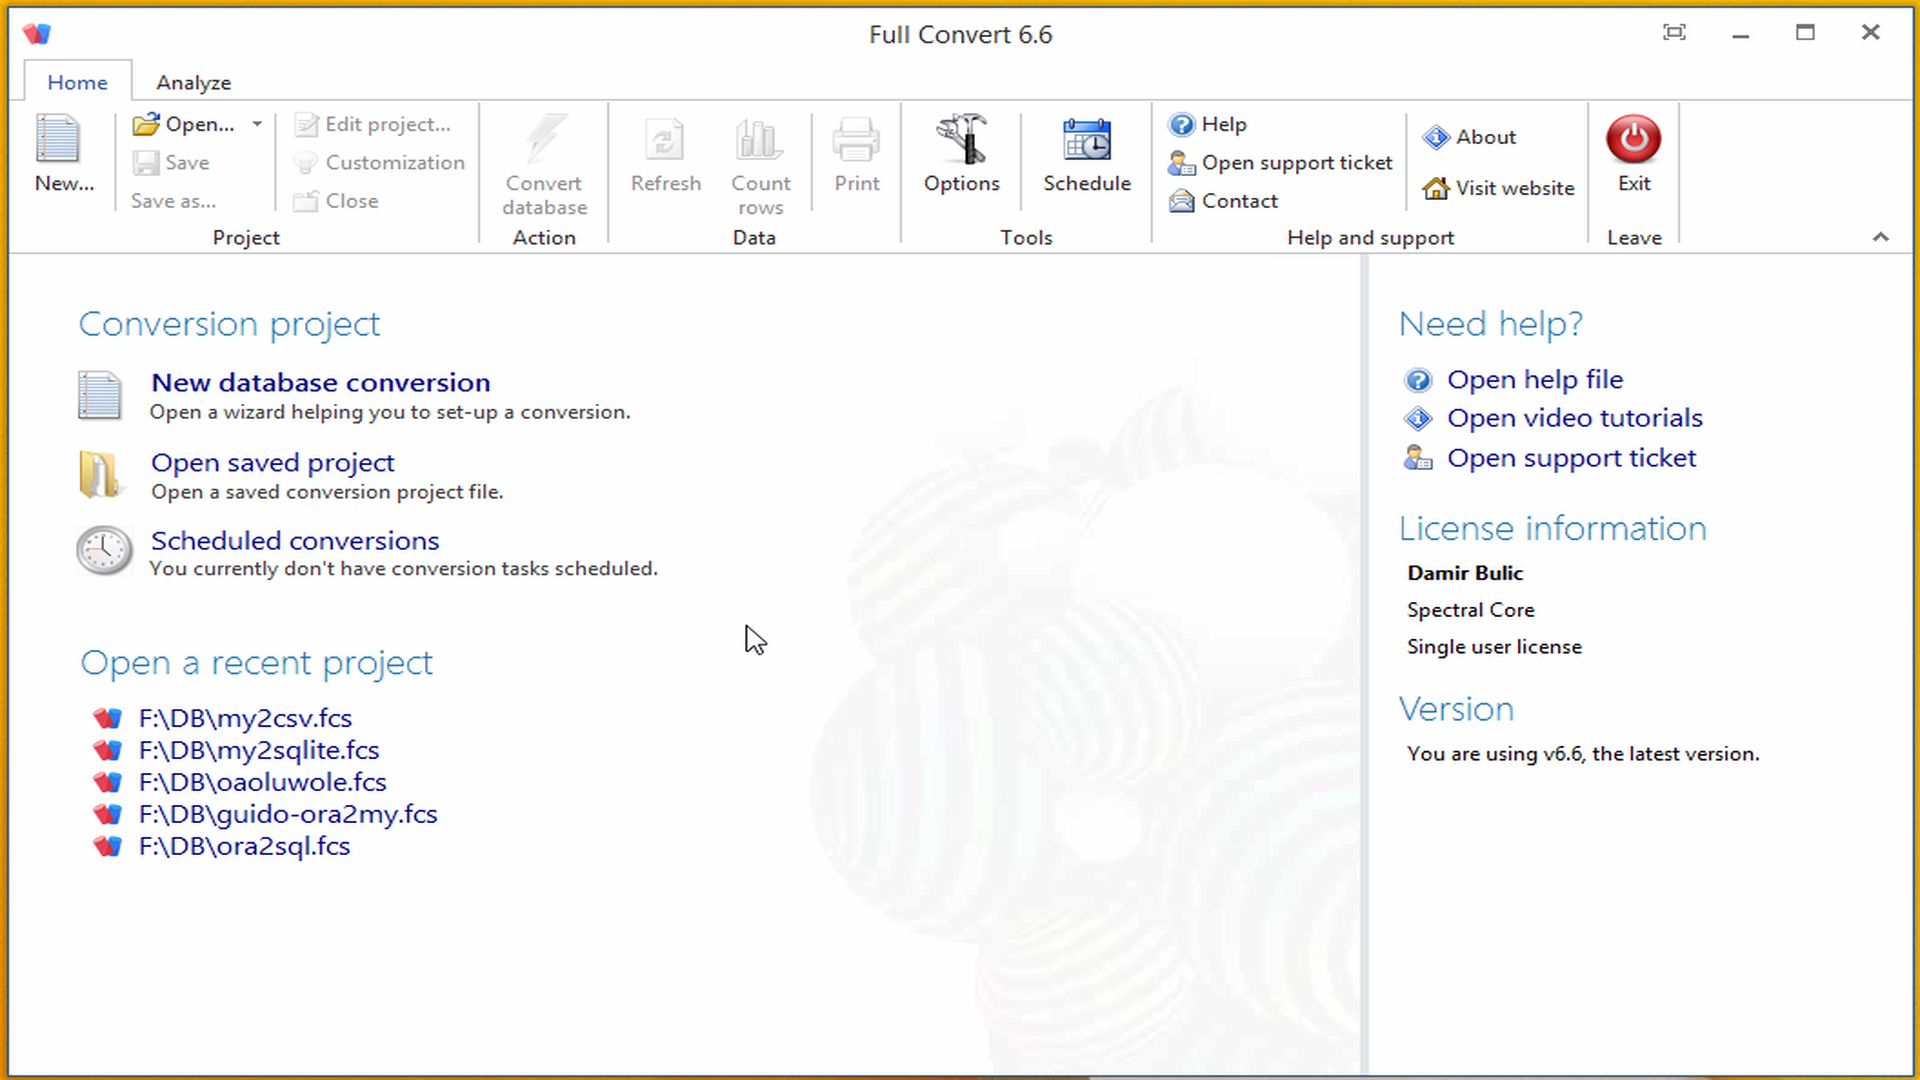 Full Convert 6.6
Home
Analyze
New...
Open...
Save
Save as...
Edit project...
Customization
Close
Project
Convert
database
Action
Refresh
Count
rows
Print
Data
Options
Schedule
Tools
Help
Open support ticket
Contact
About
Visit website
Help and support
Exit
Leave
Conversion project
New database conversion
Open a wizard helping you to set-up a conversion.
Open saved project
Open a saved conversion project file.
Scheduled conversions
You currently don't have conversion tasks scheduled.
Open a recent project
F:\DB\my2csv.fcs
F:\DB\my2sqlite.fcs
F:\DB\oaoluwole.fcs
F:\DB\guido-ora2my.fcs
F:\DB\ora2sql.fcs
Need help?
Open help file
Open video tutorials
Open support ticket
License information
Damir Bulic
Spectral Core
Single user license
Version
You are using v6.6, the latest version.